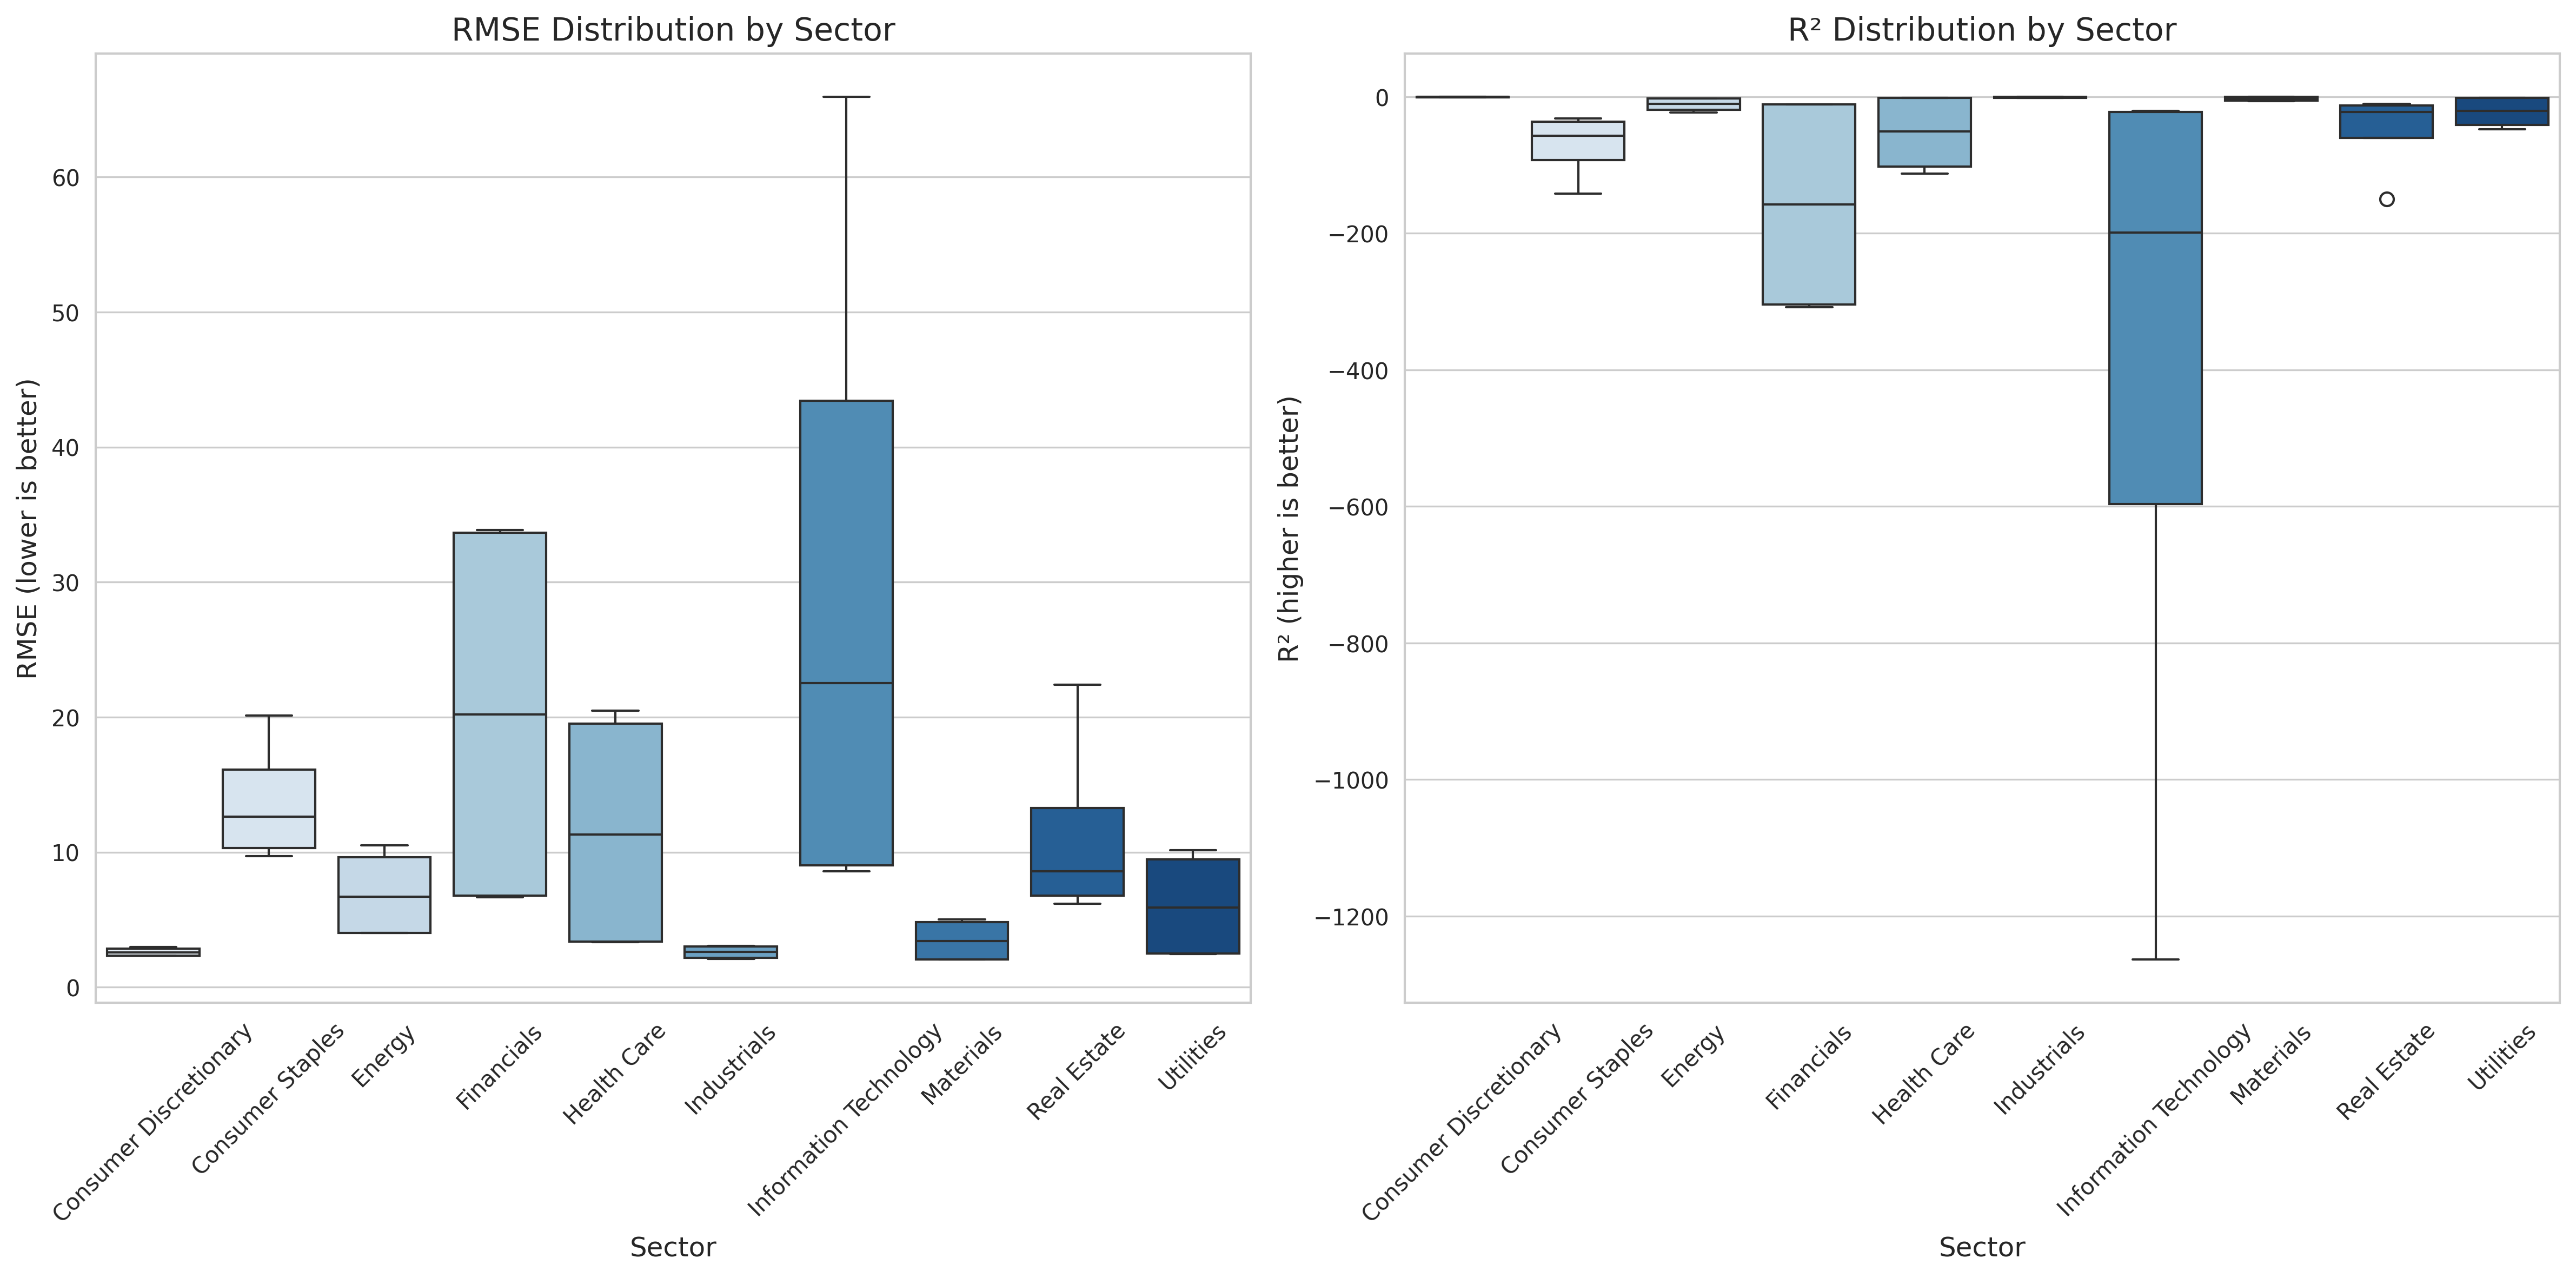 RMSE Distribution by Sector
RMSE (lower is better)
60
50
40
30
20
10
0
Consumer Discretionary
Consumer Staples
Energy
Financials
Health Care
Industrials
Information Technology
Materials
Real Estate
Utilities
Sector
R² Distribution by Sector
R² (higher is better)
0
−200
−400
−600
−800
−1000
−1200
Consumer Discretionary
Consumer Staples
Energy
Financials
Health Care
Industrials
Information Technology
Materials
Real Estate
Utilities
Sector